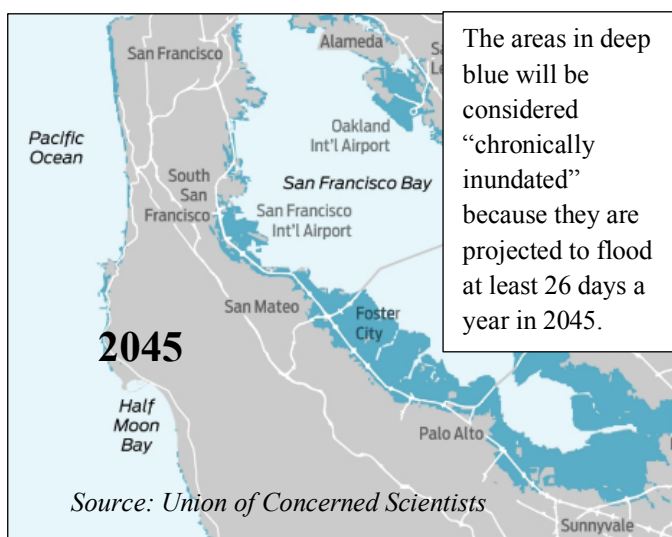 San Francisco
Alameda
Sa
Le
Pacific
Ocean
Oakland
Int'l Airport
South
San
Francisco
San Francisco Bay
San Francisco
Int'l Airport
San Mateo
Foster
City
2045
Half
Moon
Bay
Palo Alto
Sunnyvale
Source: Union of Concerned Scientists
The areas in deep
blue will be
considered
“chronically
inundated”
because they are
projected to flood
at least 26 days a
year in 2045.